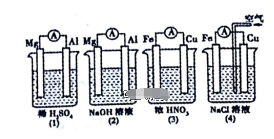 空气
A A A A
Mg Al Mg Al Fe Cu Fe Cu
稀 H₂SO₄ NaOH 溶液 浓 HNO₃ NaCl 溶液
(1) (2) (3) (4)